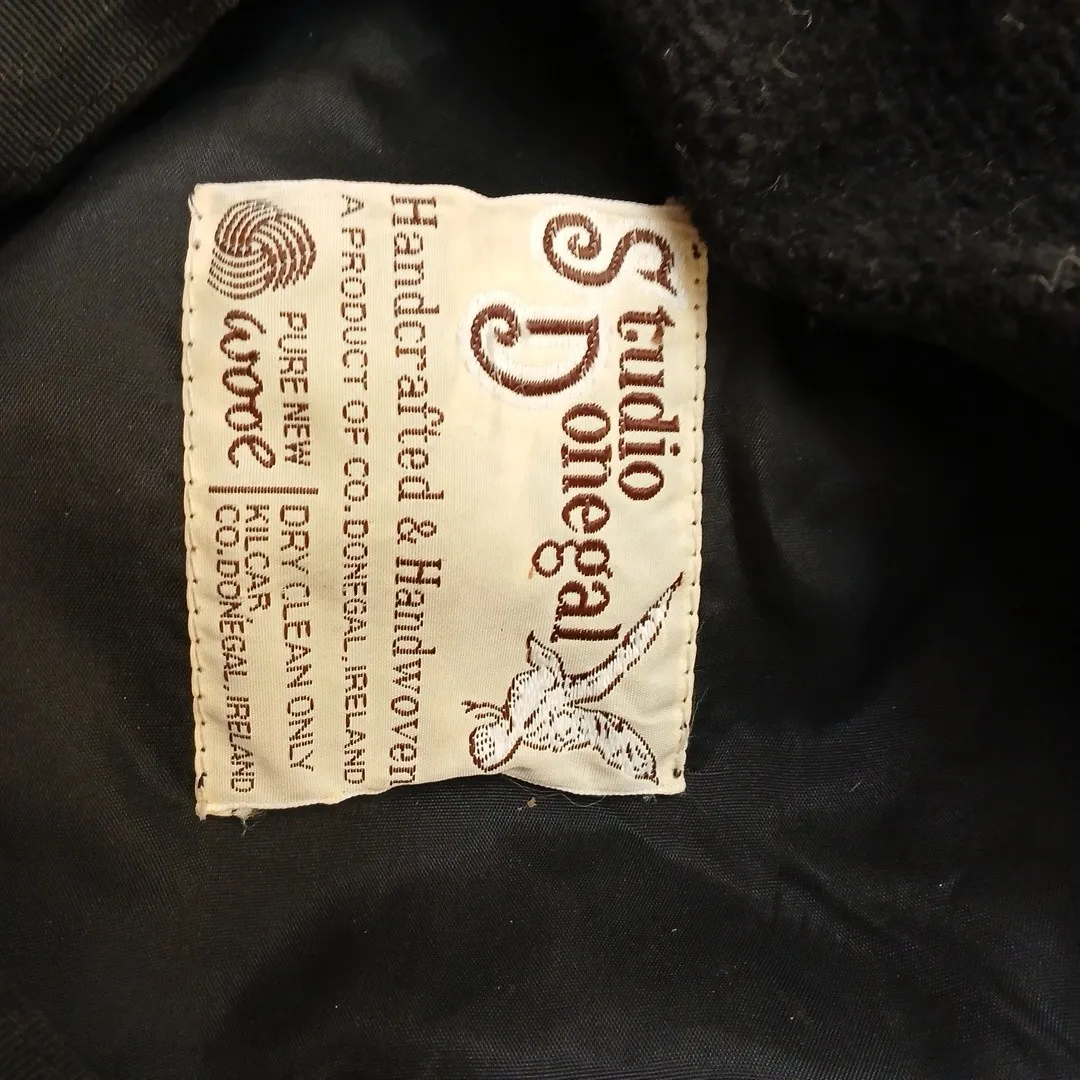 Studio
Donegal
Handcrafted & Handwoven
A PRODUCT OF CO.DONEGAL,IRELAND
PURE NEW
wool
DRY CLEAN ONLY
KILCAR
CO.DONEGAL,IRELAND